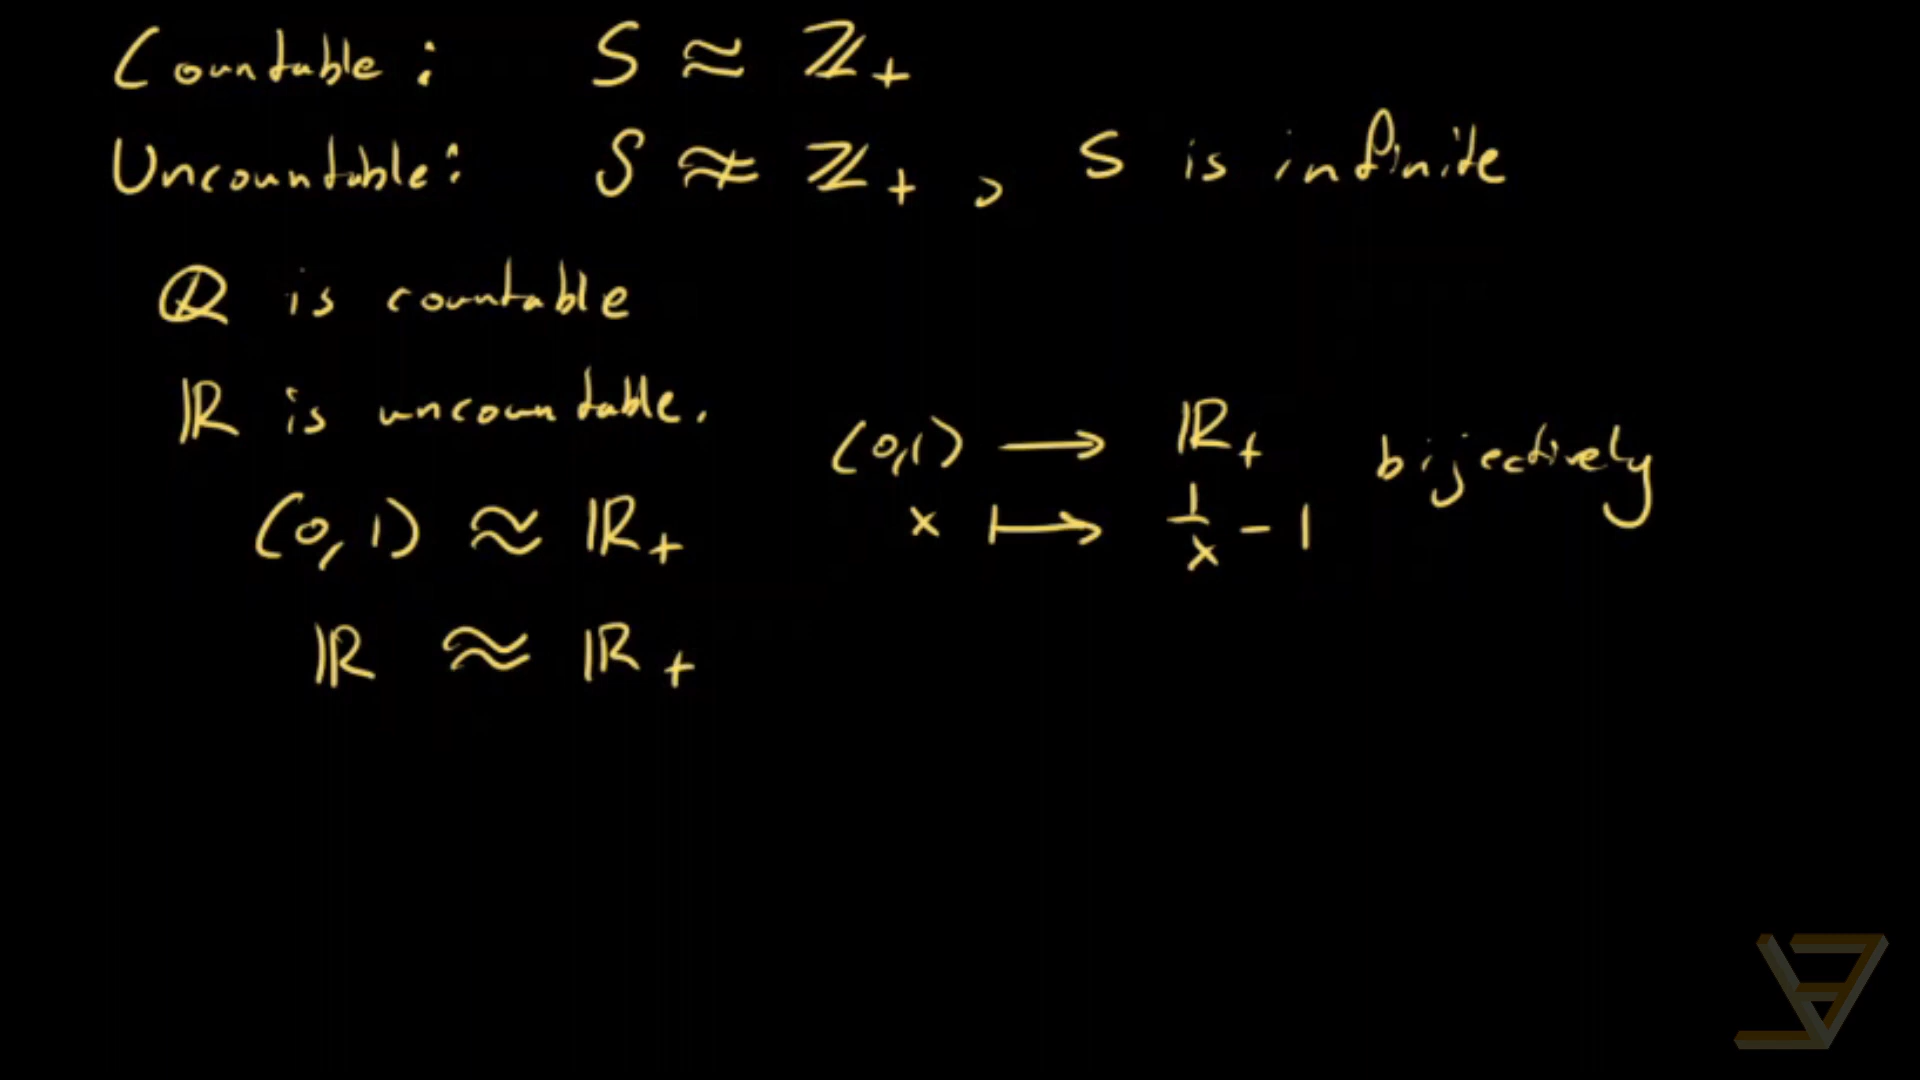 Countable: S ≈ ℤ₊
Uncountable: S ≉ ℤ₊, S is infinite
ℚ is countable
ℝ is uncountable.
(0,1) ⟶ ℝ₊ bijectively
x ⟼ 1/x - 1
(0,1) ≈ ℝ₊
ℝ ≈ ℝ₊